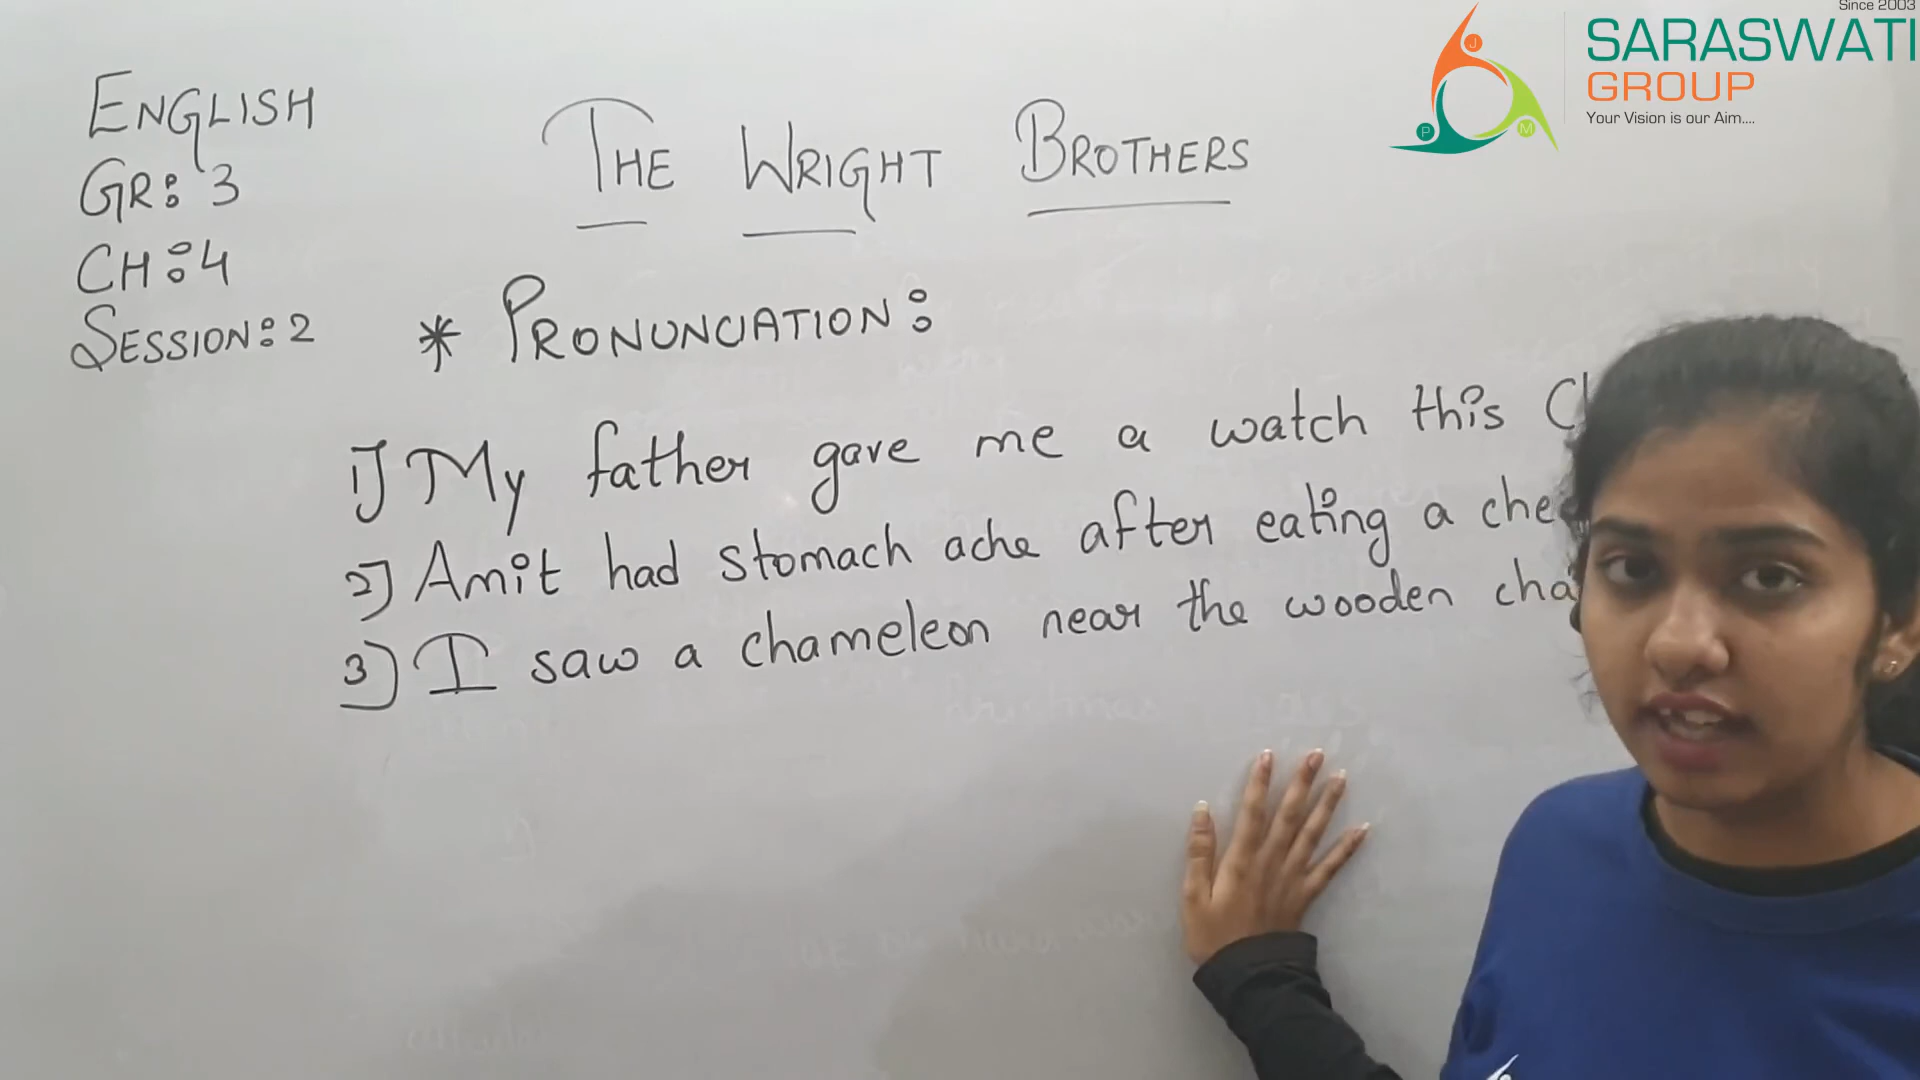 Since 2003
SARASWATI
GROUP
Your Vision is our Aim....
J
P
M
ENGLISH
GR: 3
CH: 4
SESSION: 2
THE WRIGHT BROTHERS
* PRONUNCIATION:
1) My father gave me a watch this
2) Amit had stomach ache after eating a
3) I saw a chameleon near the wooden